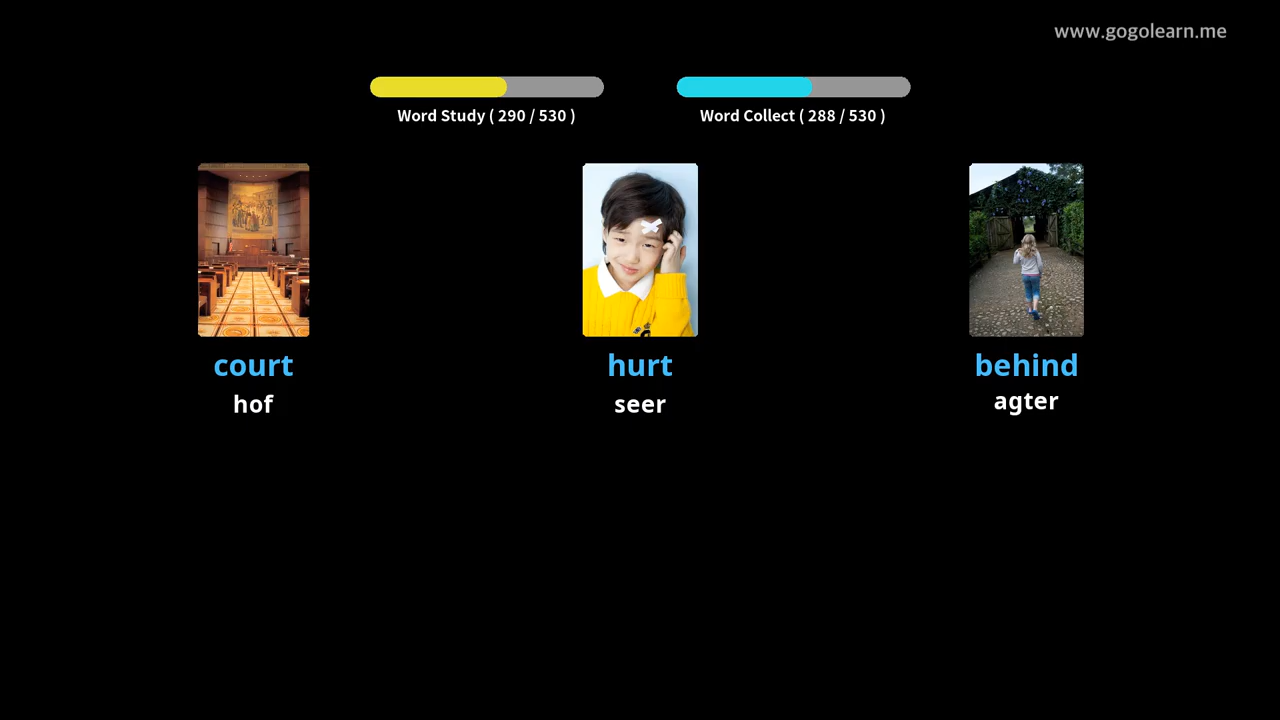 www.gogolearn.me
Word Study ( 290 / 530 )
Word Collect ( 288 / 530 )
court
hof
hurt
seer
behind
agter